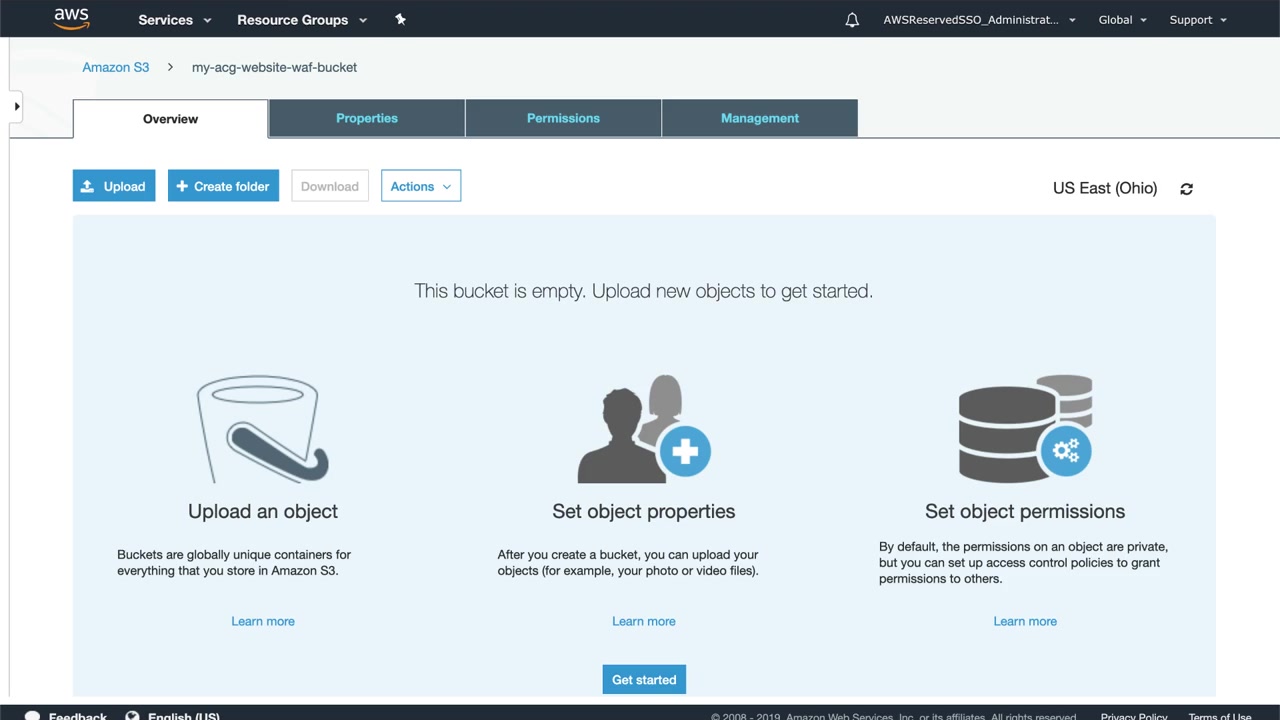 aws Services Resource Groups AWSReservedSSO_Administrat... Global Support
Amazon S3 > my-acg-website-waf-bucket
Overview Properties Permissions Management
Upload Create folder Download Actions US East (Ohio)
This bucket is empty. Upload new objects to get started.
Upload an object
Buckets are globally unique containers for
everything that you store in Amazon S3.
Learn more
Set object properties
After you create a bucket, you can upload your
objects (for example, your photo or video files).
Learn more
Set object permissions
By default, the permissions on an object are private,
but you can set up access control policies to grant
permissions to others.
Learn more
Get started
Feedback English (US) © 2008 - 2019, Amazon Web Services, Inc. or its affiliates. All rights reserved. Privacy Policy Terms of Use